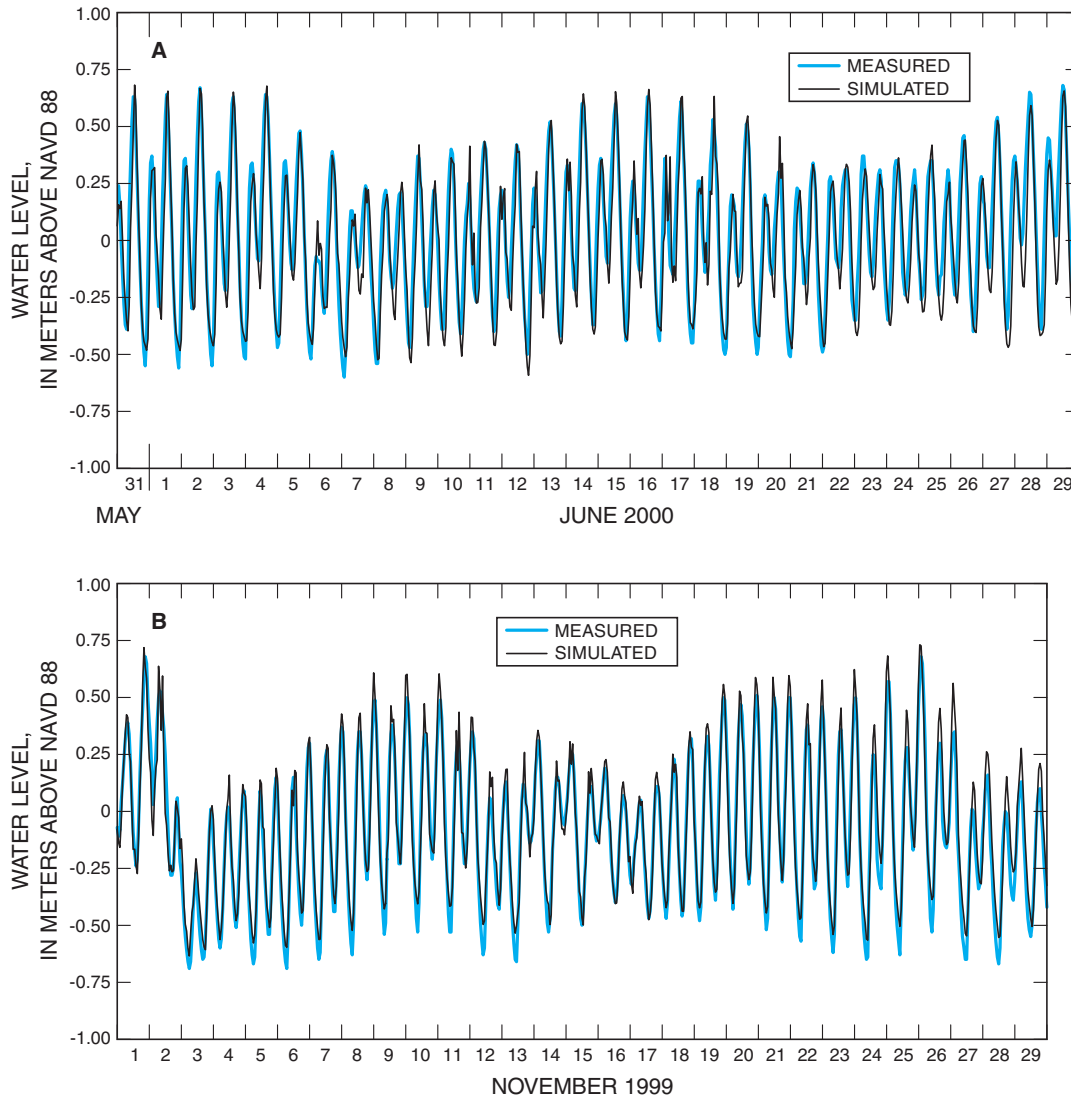 A
MEASURED
SIMULATED
WATER LEVEL,
IN METERS ABOVE NAVD 88
1.00
0.75
0.50
0.25
0
-0.25
-0.50
-0.75
-1.00
31 1 2 3 4 5 6 7 8 9 10 11 12 13 14 15 16 17 18 19 20 21 22 23 24 25 26 27 28 29
MAY JUNE 2000
B
MEASURED
SIMULATED
WATER LEVEL,
IN METERS ABOVE NAVD 88
1.00
0.75
0.50
0.25
0
-0.25
-0.50
-0.75
-1.00
1 2 3 4 5 6 7 8 9 10 11 12 13 14 15 16 17 18 19 20 21 22 23 24 25 26 27 28 29
NOVEMBER 1999